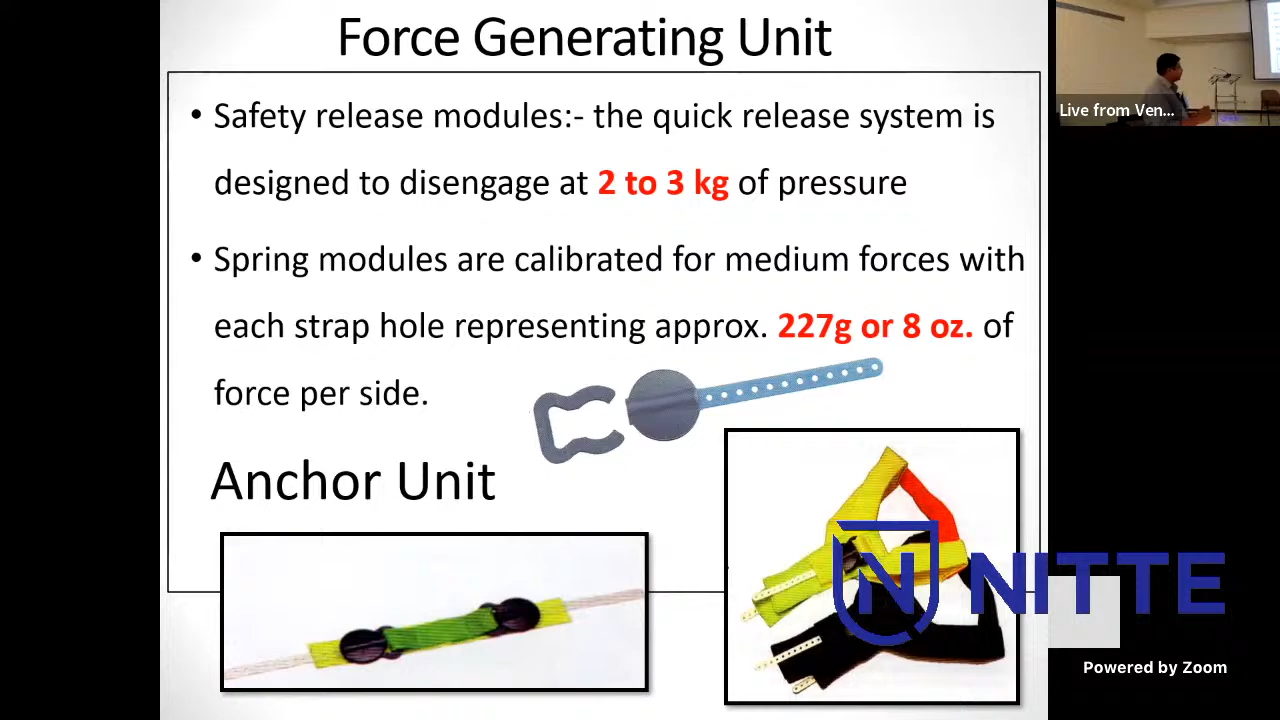 Force Generating Unit
• Safety release modules:- the quick release system is
designed to disengage at 2 to 3 kg of pressure
• Spring modules are calibrated for medium forces with
each strap hole representing approx. 227g or 8 oz. of
force per side.
Anchor Unit
Live from Ven...
N NITTE
Powered by Zoom